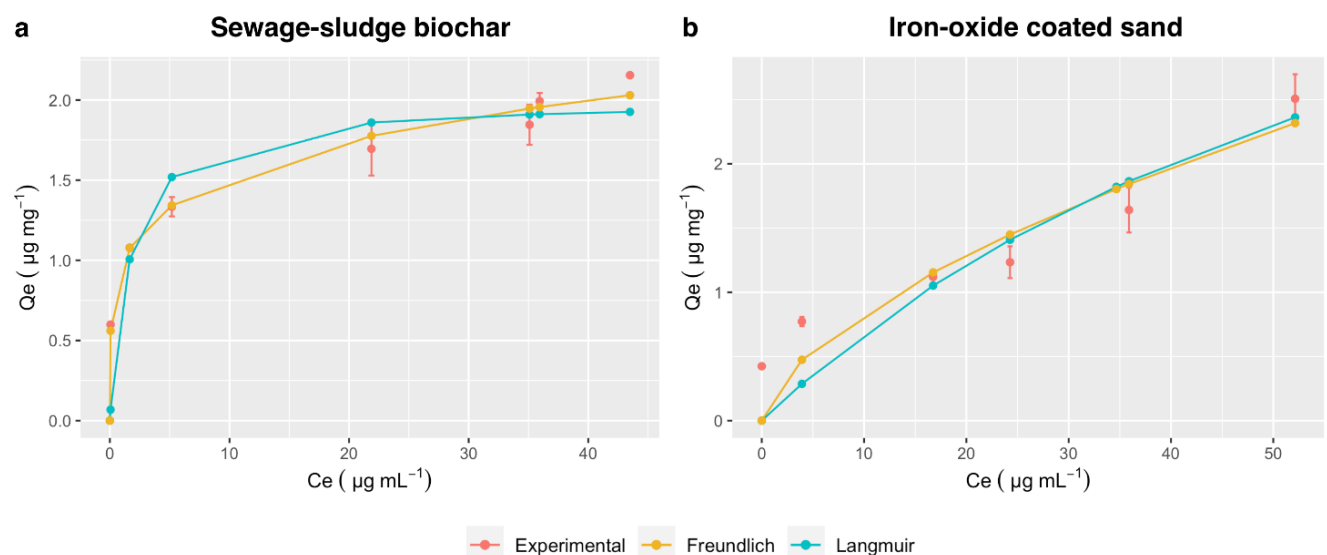 a Sewage-sludge biochar
2.0
1.5
1.0
0.5
0.0
Qe ( µg mg⁻¹)
0 10 20 30 40
Ce ( µg mL⁻¹)
b Iron-oxide coated sand
2
1
0
Qe ( µg mg⁻¹)
0 10 20 30 40 50
Ce ( µg mL⁻¹)
Experimental Freundlich Langmuir